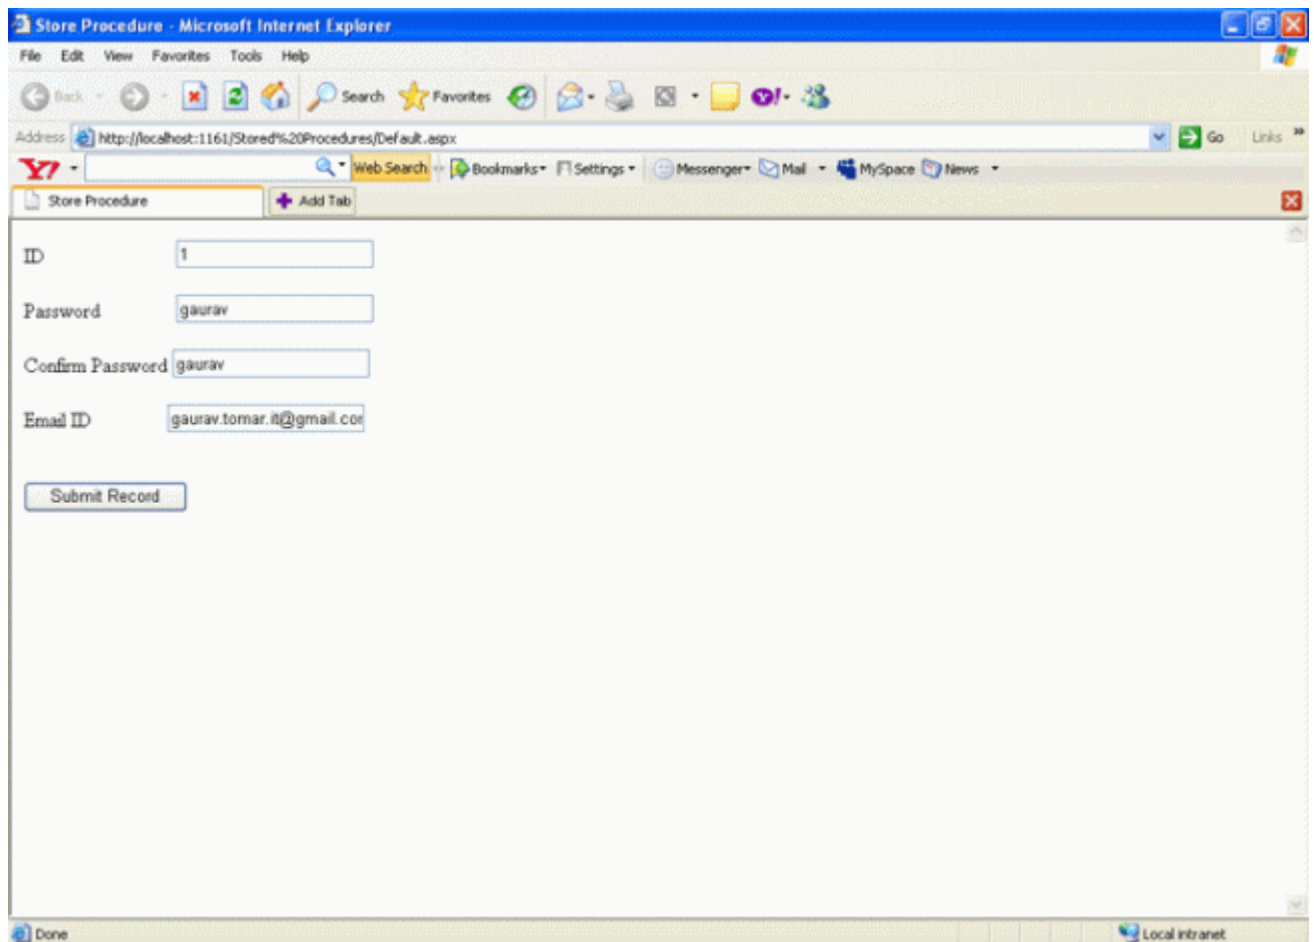 Store Procedure - Microsoft Internet Explorer
File Edit View Favorites Tools Help
Back Search Favorites
Address http://localhost:1161/Stored%20Procedures/Default.aspx Go Links »
Y7 Web Search Bookmarks Settings Messenger Mail MySpace News
Store Procedure Add Tab
ID 1
Password gaurav
Confirm Password gaurav
Email ID gaurav.tomar.it@gmail.cor
Submit Record
Done Local intranet